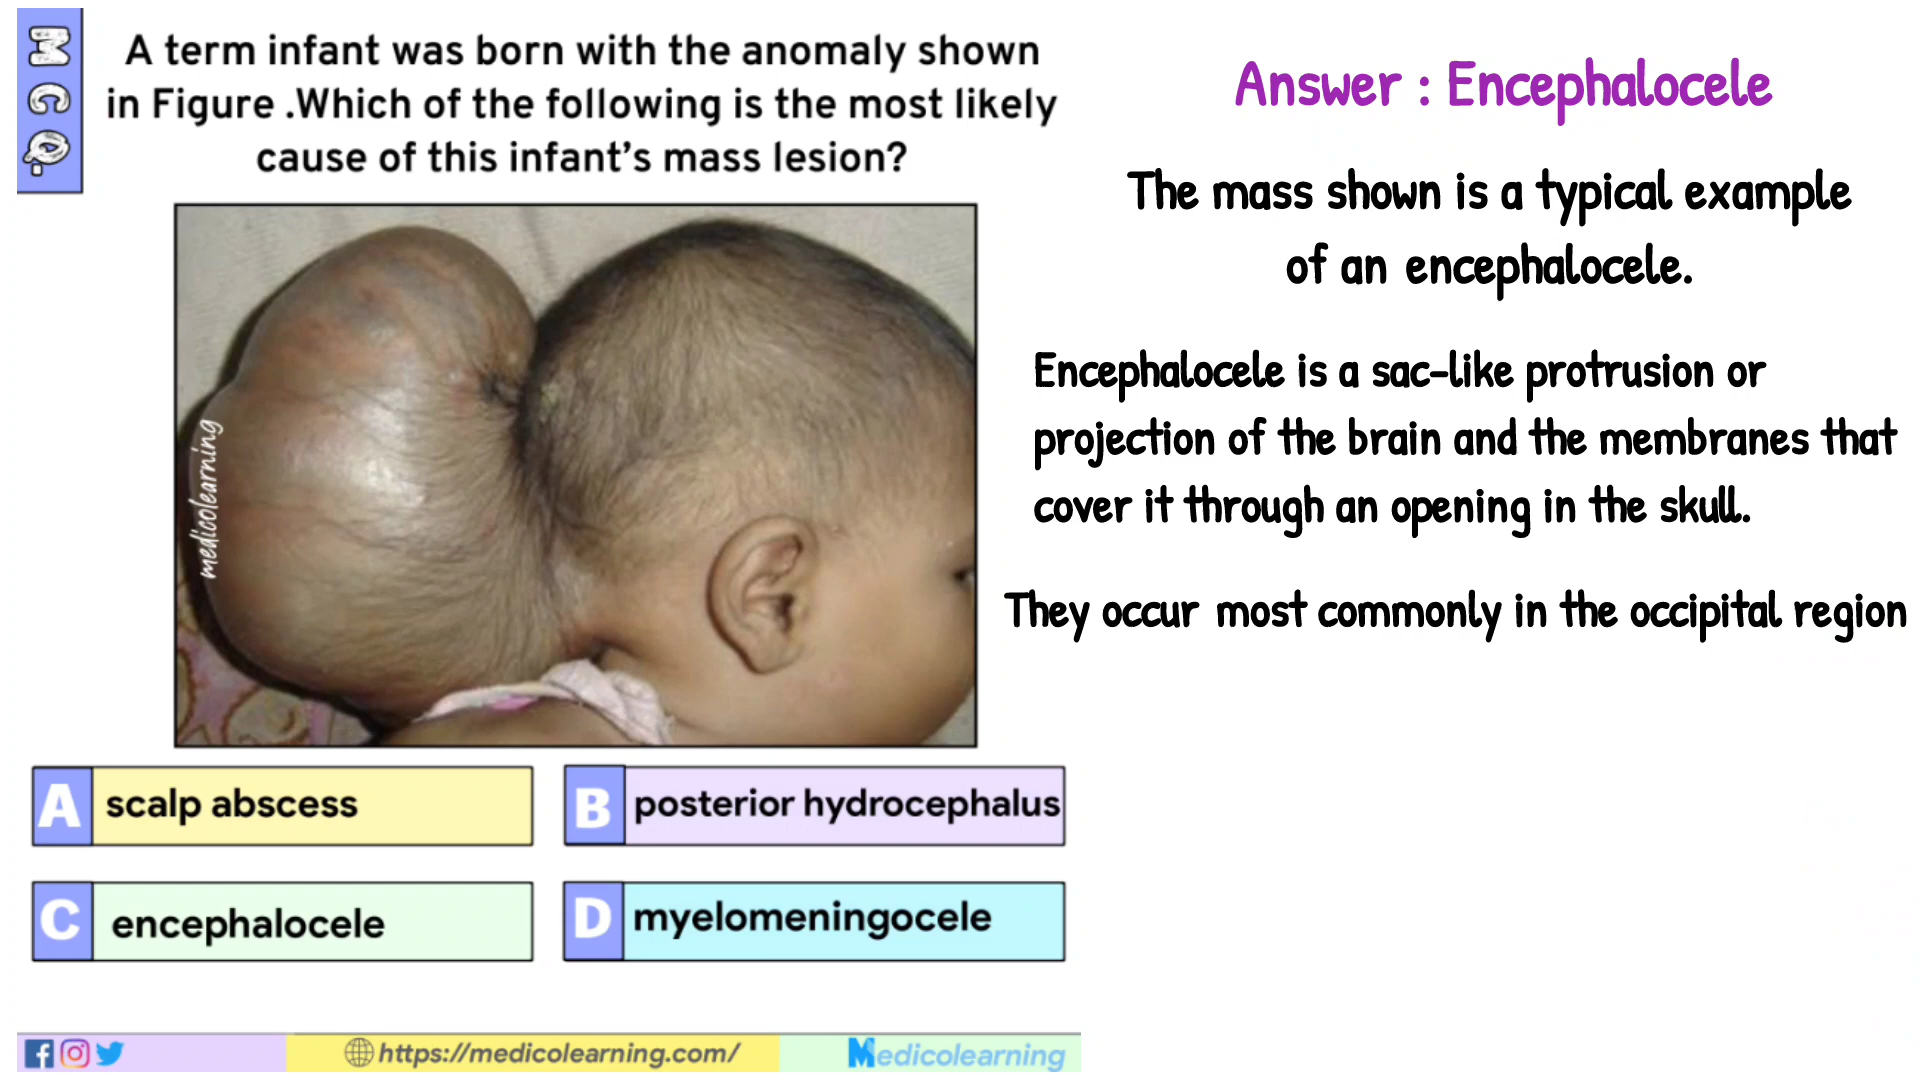 MCQ
A term infant was born with the anomaly shown
in Figure .Which of the following is the most likely
cause of this infant's mass lesion?
medicolearning
A scalp abscess
B posterior hydrocephalus
C encephalocele
D myelomeningocele
https://medicolearning.com/
Medicolearning
Answer : Encephalocele
The mass shown is a typical example
of an encephalocele.
Encephalocele is a sac-like protrusion or
projection of the brain and the membranes that
cover it through an opening in the skull.
They occur most commonly in the occipital region